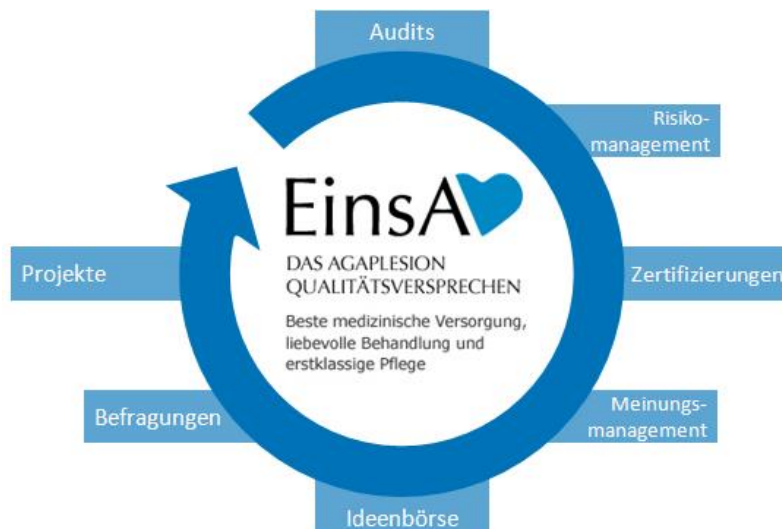 Audits
Risiko-
management
Zertifizierungen
Meinungs-
management
Ideenbörse
Befragungen
Projekte
EinsA
DAS AGAPLESION
QUALITÄTSVERSPRECHEN
Beste medizinische Versorgung,
liebevolle Behandlung und
erstklassige Pflege